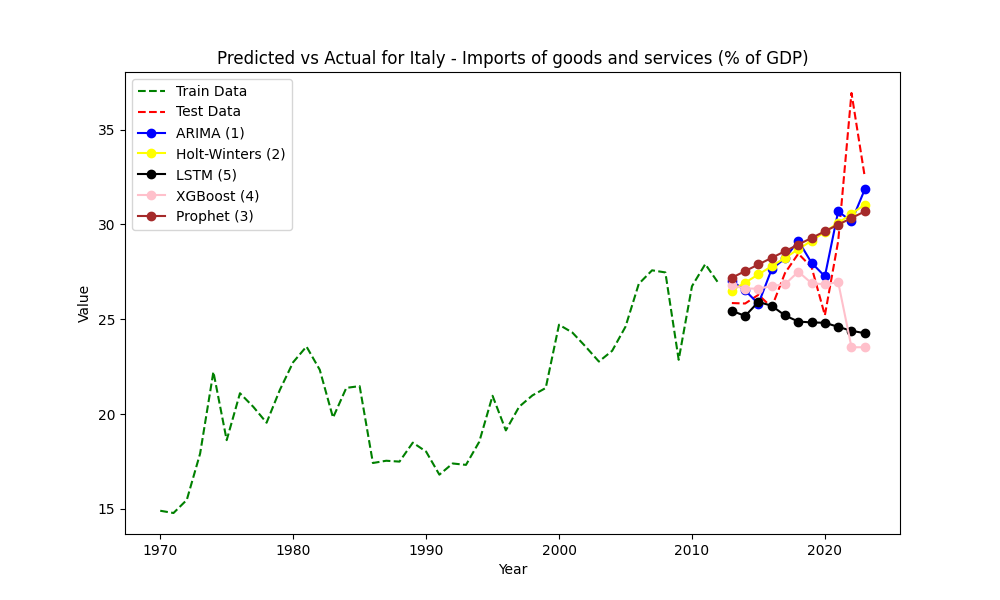 Predicted vs Actual for Italy - Imports of goods and services (% of GDP)
Train Data
Test Data
ARIMA (1)
Holt-Winters (2)
LSTM (5)
XGBoost (4)
Prophet (3)
Value
35
30
25
20
15
1970 1980 1990 2000 2010 2020
Year